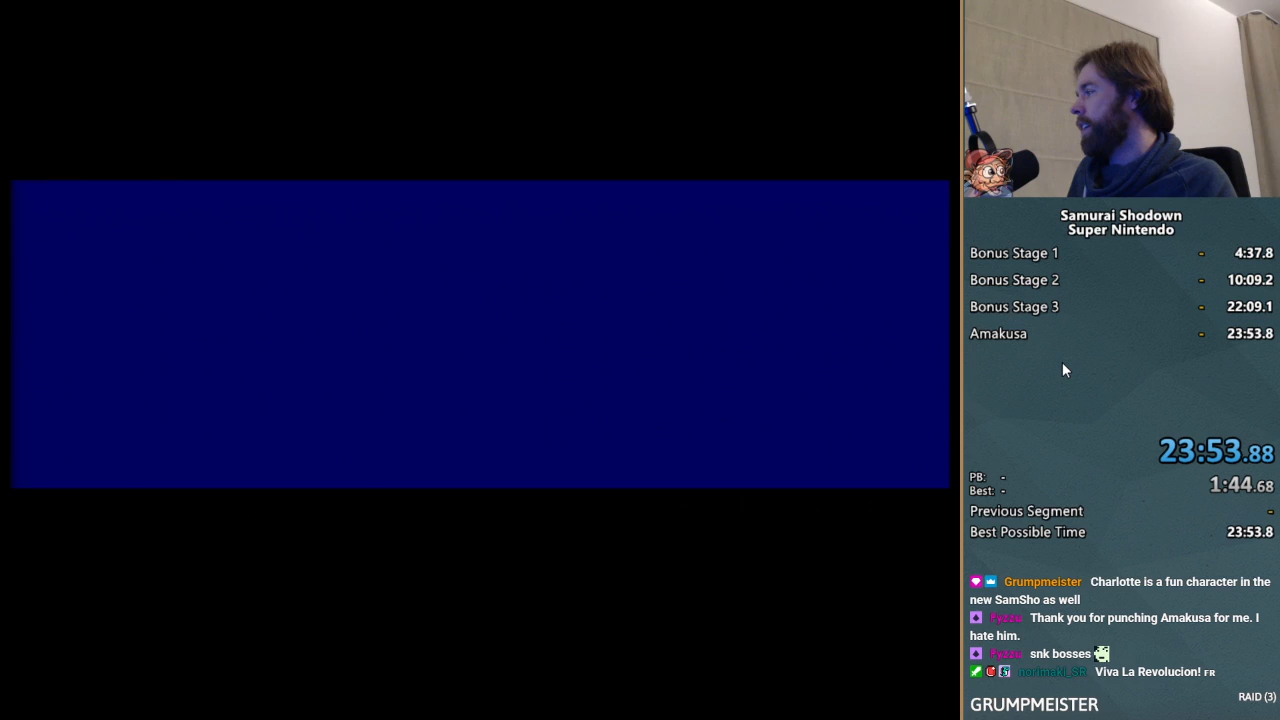 Samurai Shodown
Super Nintendo
Bonus Stage 1 - 4:37.8
Bonus Stage 2 - 10:09.2
Bonus Stage 3 - 22:09.1
Amakusa - 23:53.8
23:53.88
PB: -
Best: -
1:44.68
Previous Segment -
Best Possible Time 23:53.8
Grumpmeister Charlotte is a fun character in the
new SamSho as well
Fyzzu Thank you for punching Amakusa for me. I
hate him.
Fyzzu snk bosses
norimaki_SR Viva La Revolucion! FR
GRUMPMEISTER
RAID (3)